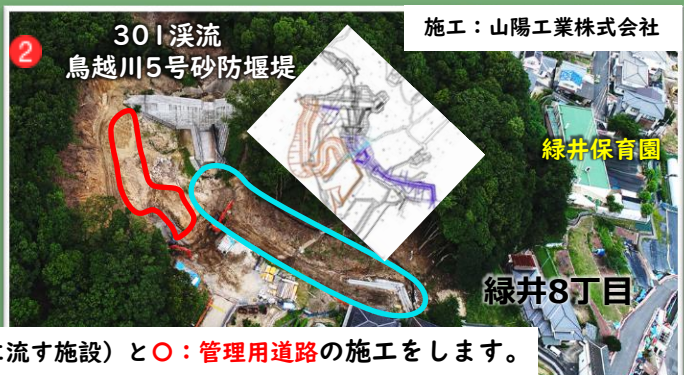 施工：山陽工業株式会社
2
301渓流
鳥越川5号砂防堰堤
緑井保育園
緑井8丁目
流す施設）と〇：管理用道路の施工をします。